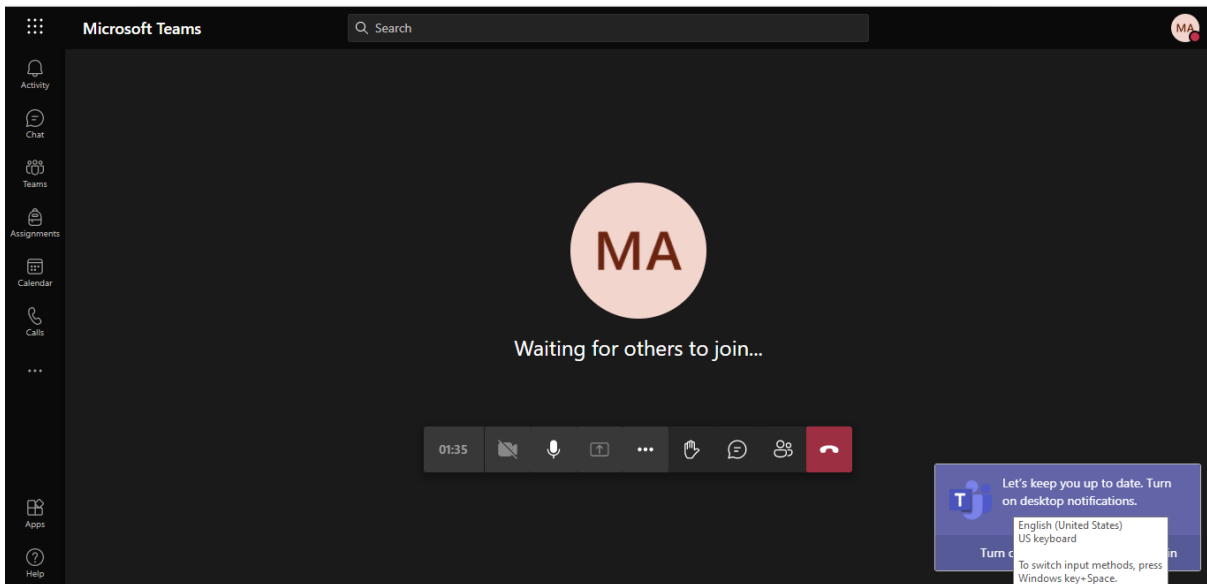 Microsoft Teams
Search
MA
Activity
Chat
Teams
Assignments
Calendar
Calls
MA
Waiting for others to join...
01:35
Apps
Help
T
Let's keep you up to date. Turn
on desktop notifications.
English (United States)
US keyboard
To switch input methods, press
Windows key+Space.